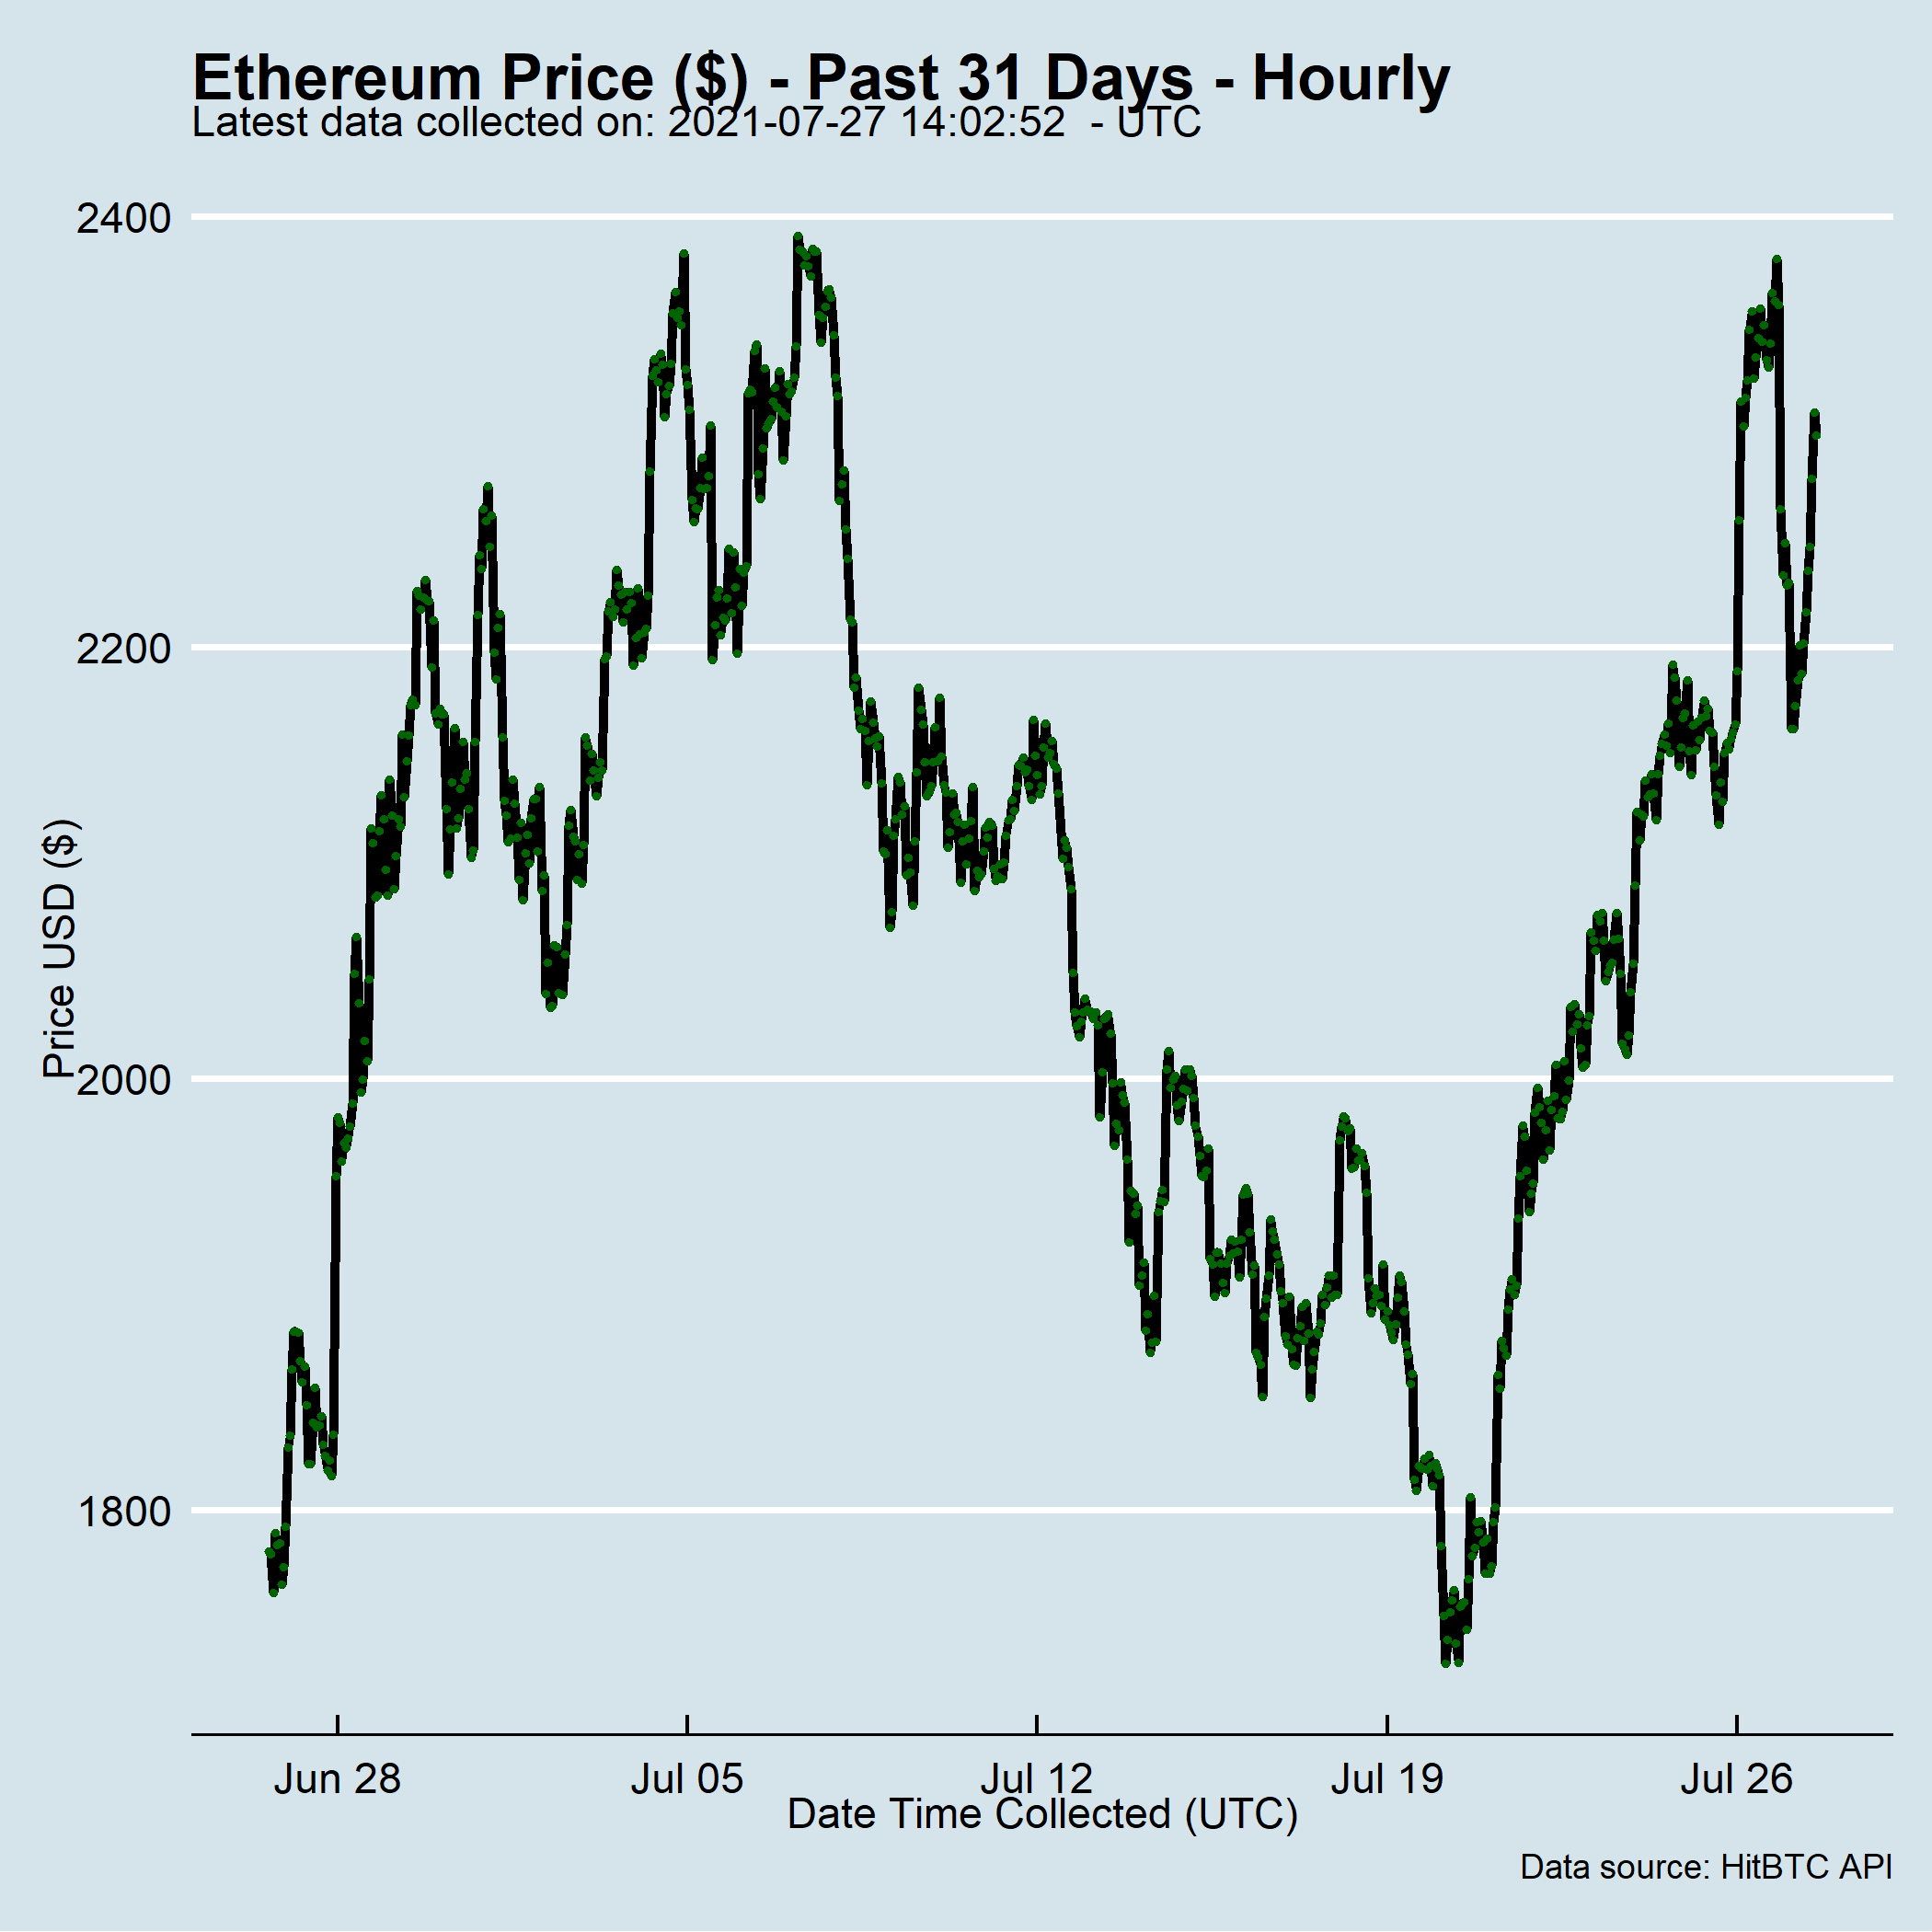 Ethereum Price ($) - Past 31 Days - Hourly
Latest data collected on: 2021-07-27 14:02:52  - UTC
2400
2200
2000
1800
Price USD ($)
Jun 28
Jul 05
Jul 12
Jul 19
Jul 26
Date Time Collected (UTC)
Data source: HitBTC API